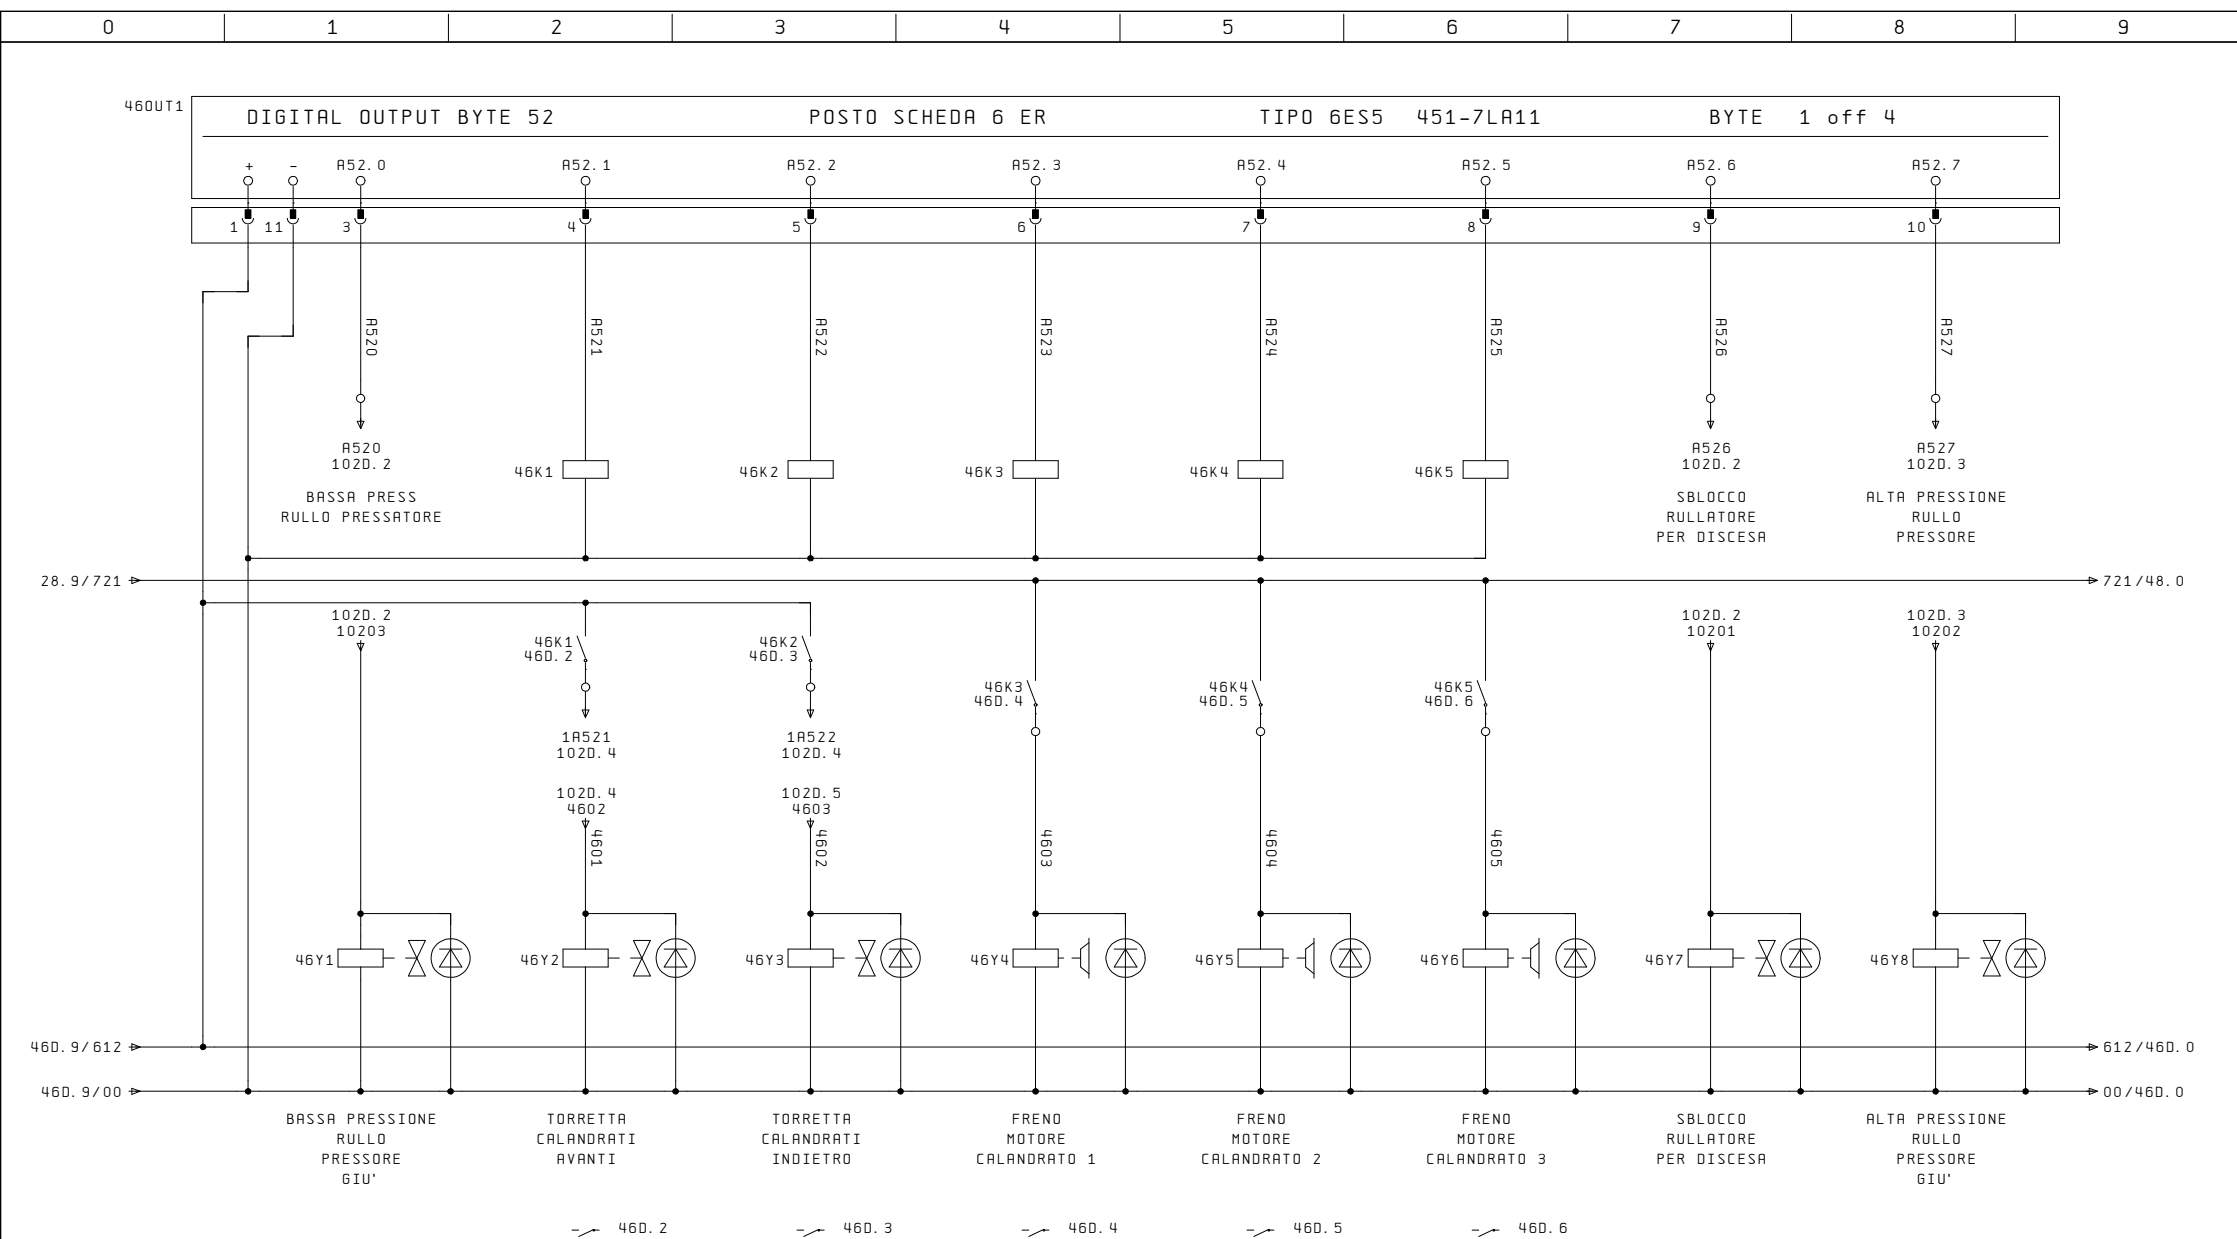 0 1 2 3 4 5 6 7 8 9
46OUT1
DIGITAL OUTPUT BYTE 52 POSTO SCHEDA 6 ER TIPO 6ES5 451-7LA11 BYTE 1 off 4
+ - A52.0 A52.1 A52.2 A52.3 A52.4 A52.5 A52.6 A52.7
1 11 3 4 5 6 7 8 9 10
A520 A521 A522 A523 A524 A525 A526 A527
A520 A526 A527
102D.2 102D.2 102D.3
46K1 46K2 46K3 46K4 46K5
BASSA PRESS SBLOCCO ALTA PRESSIONE
RULLO PRESSATORE RULLATORE RULLO
PER DISCESA PRESSORE
28.9/721 721/48.0
102D.2 102D.2 102D.3
10203 10201 10202
46K1 46K2
46D.2 46D.3
46K3 46K4 46K5
46D.4 46D.5 46D.6
1A521 1A522
102D.4 102D.4
102D.4 102D.5
4602 4603
4601 4602 4603 4604 4605
46Y1 46Y2 46Y3 46Y4 46Y5 46Y6 46Y7 46Y8
46D.9/612 612/46D.0
46D.9/00 00/46D.0
BASSA PRESSIONE TORRETTA TORRETTA FRENO FRENO FRENO SBLOCCO ALTA PRESSIONE
RULLO CALANDRATI CALANDRATI MOTORE MOTORE MOTORE RULLATORE RULLO
PRESSORE AVANTI INDIETRO CALANDRATO 1 CALANDRATO 2 CALANDRATO 3 PER DISCESA PRESSORE
GIU' GIU'
46D.2 46D.3 46D.4 46D.5 46D.6